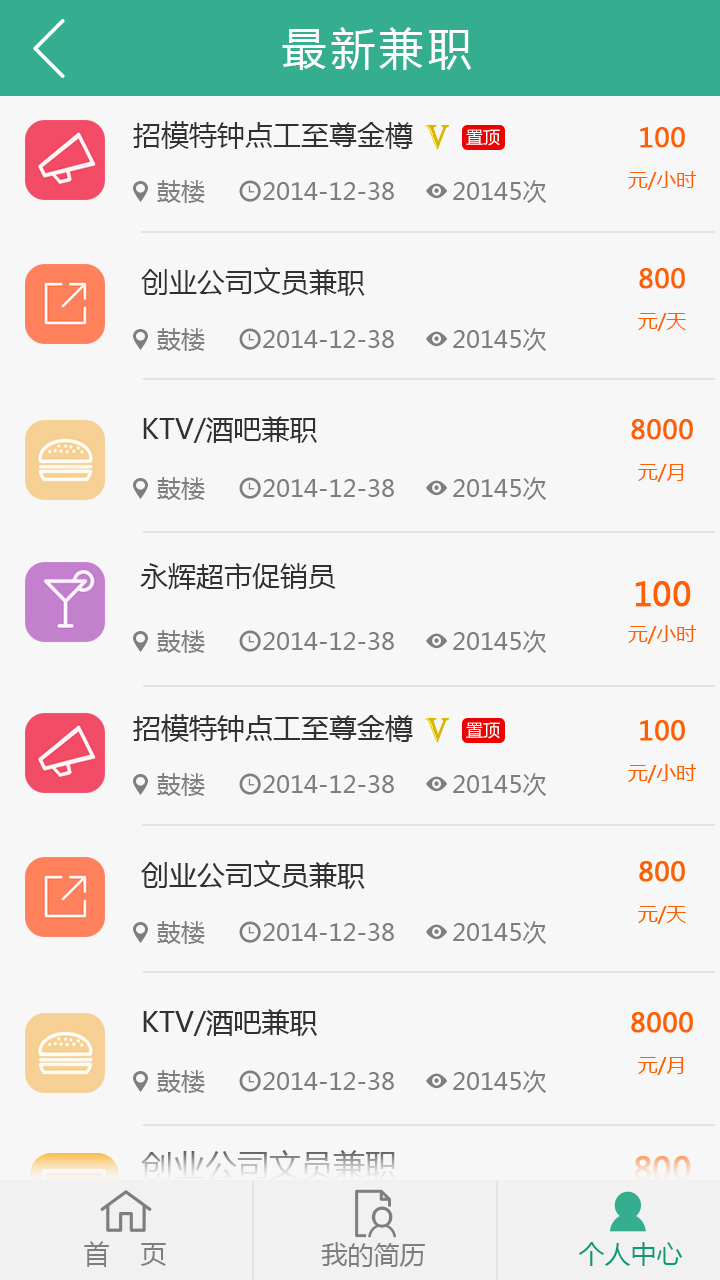 最新兼职
招模特钟点工至尊金樽 V 置顶 100
鼓楼 2014-12-38 20145次 元/小时
创业公司文员兼职 800
鼓楼 2014-12-38 20145次 元/天
KTV/酒吧兼职 8000
鼓楼 2014-12-38 20145次 元/月
永辉超市促销员 100
鼓楼 2014-12-38 20145次 元/小时
招模特钟点工至尊金樽 V 置顶 100
鼓楼 2014-12-38 20145次 元/小时
创业公司文员兼职 800
鼓楼 2014-12-38 20145次 元/天
KTV/酒吧兼职 8000
鼓楼 2014-12-38 20145次 元/月
创业公司文员兼职 800
首 页 我的简历 个人中心